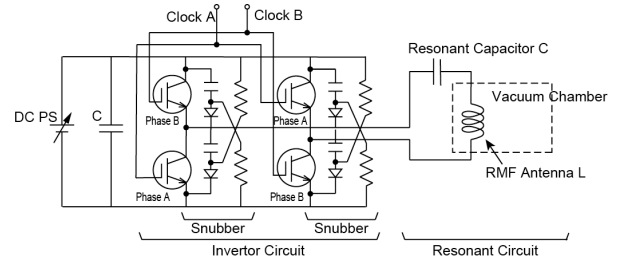 Clock A
Clock B
Resonant Capacitor C
DC PS
C
Phase B
Phase A
Vacuum Chamber
Phase A
Phase B
RMF Antenna L
Snubber
Snubber
Invertor Circuit
Resonant Circuit